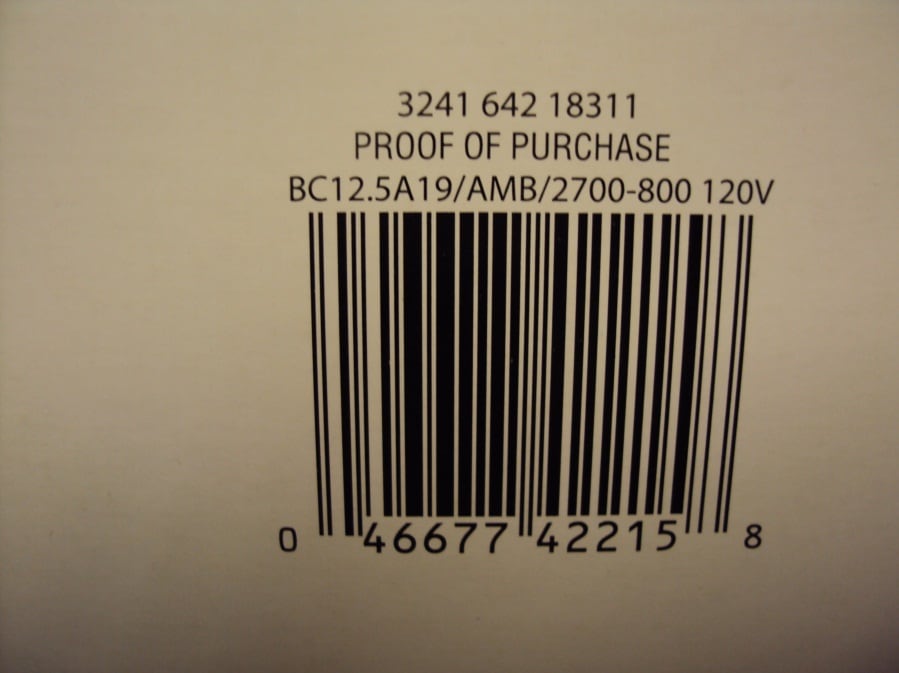 3241 642 18311
PROOF OF PURCHASE
BC12.5A19/AMB/2700-800 120V
0 46677 42215 8